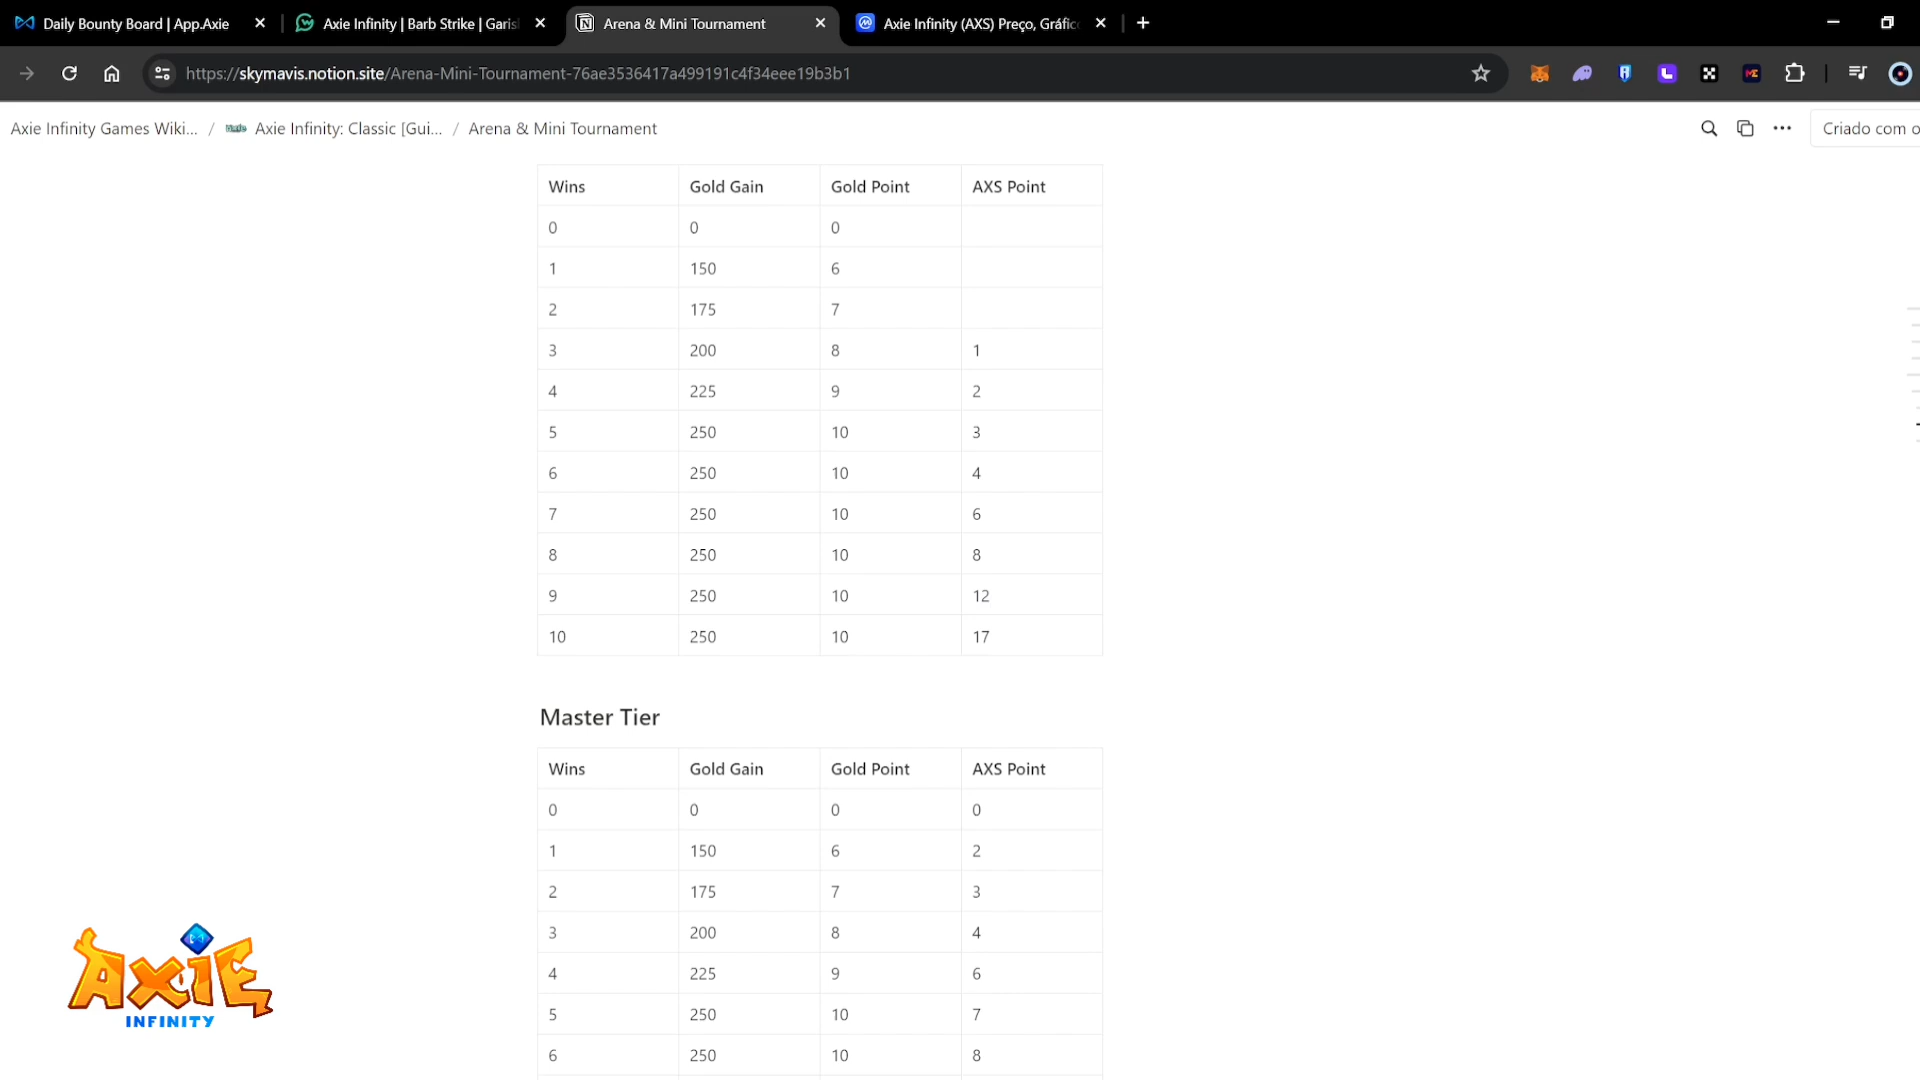 Daily Bounty Board | App.Axie
Axie Infinity | Barb Strike | Garis
Arena & Mini Tournament
Axie Infinity (AXS) Preço, Gráfic
https://skymavis.notion.site/Arena-Mini-Tournament-76ae3536417a499191c4f34eee19b3b1
Axie Infinity Games Wiki... / Axie Infinity: Classic [Gui... / Arena & Mini Tournament
Criado com o
Wins Gold Gain Gold Point AXS Point
0 0 0
1 150 6
2 175 7
3 200 8 1
4 225 9 2
5 250 10 3
6 250 10 4
7 250 10 6
8 250 10 8
9 250 10 12
10 250 10 17
Master Tier
Wins Gold Gain Gold Point AXS Point
0 0 0 0
1 150 6 2
2 175 7 3
3 200 8 4
4 225 9 6
5 250 10 7
6 250 10 8
AXIE
INFINITY